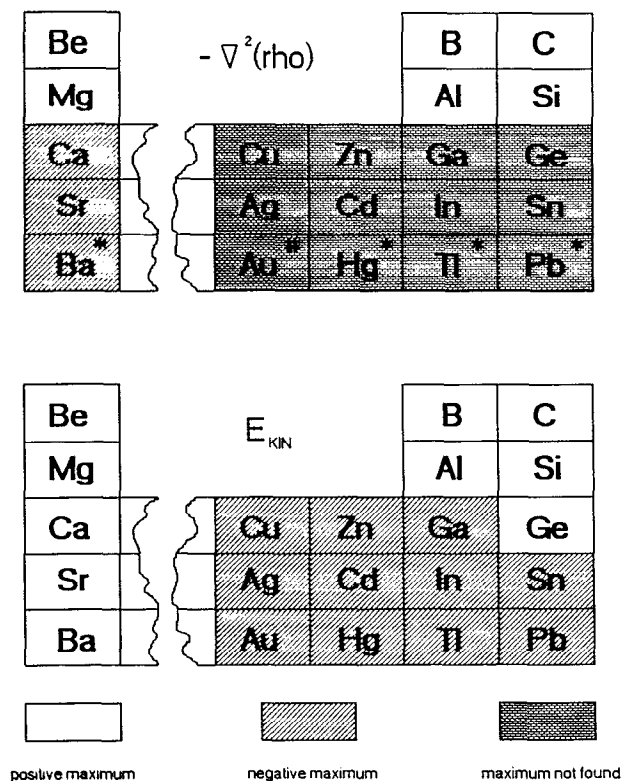 Be B C
- ∇²(rho)
Mg Al Si
Ca Cu Zn Ga Ge
Sr Ag Cd In Sn
Ba* Au* Hg* Tl* Pb*
Be B C
E KIN
Mg Al Si
Ca Cu Zn Ga Ge
Sr Ag Cd In Sn
Ba Au Hg Tl Pb
positive maximum negative maximum maximum not found